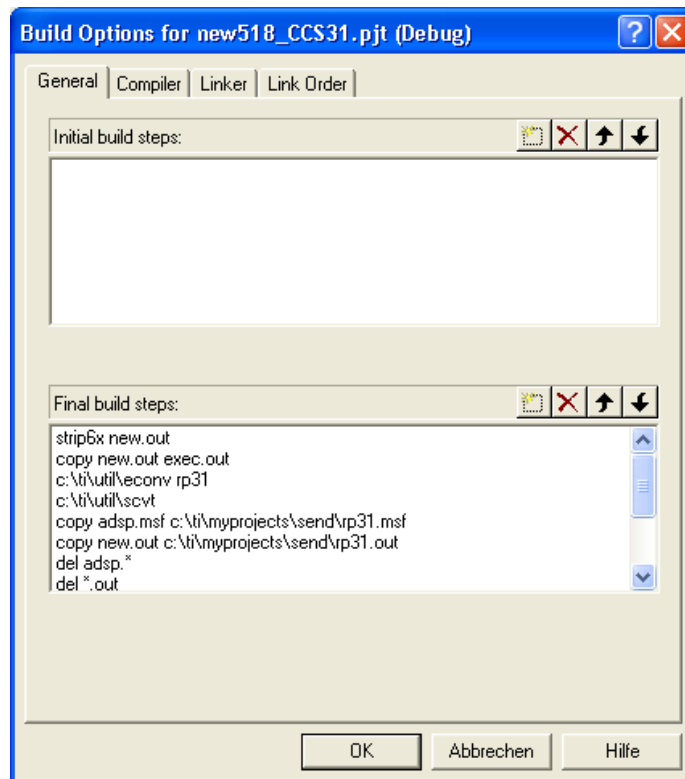 Build Options for new518_CCS31.pjt (Debug)
General Compiler Linker Link Order
Initial build steps:
Final build steps:
strip6x new.out
copy new.out exec.out
c:\ti\util\econv rp31
c:\ti\util\scvt
copy adsp.msf c:\ti\myprojects\send\rp31.msf
copy new.out c:\ti\myprojects\send\rp31.out
del adsp.*
del *.out
OK Abbrechen Hilfe